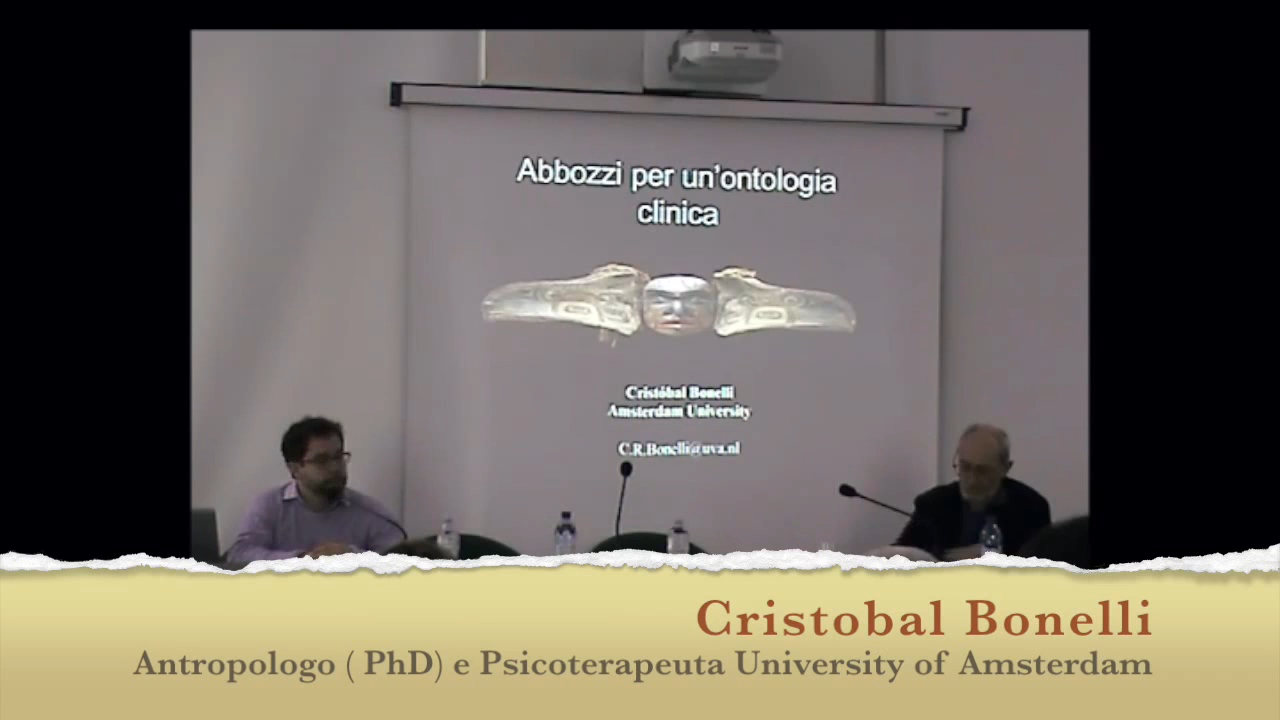 Abbozzi per un'ontologia
clinica
Cristóbal Bonelli
Amsterdam University
C.R.Bonelli@uva.nl
Cristobal Bonelli
Antropologo ( PhD) e Psicoterapeuta University of Amsterdam